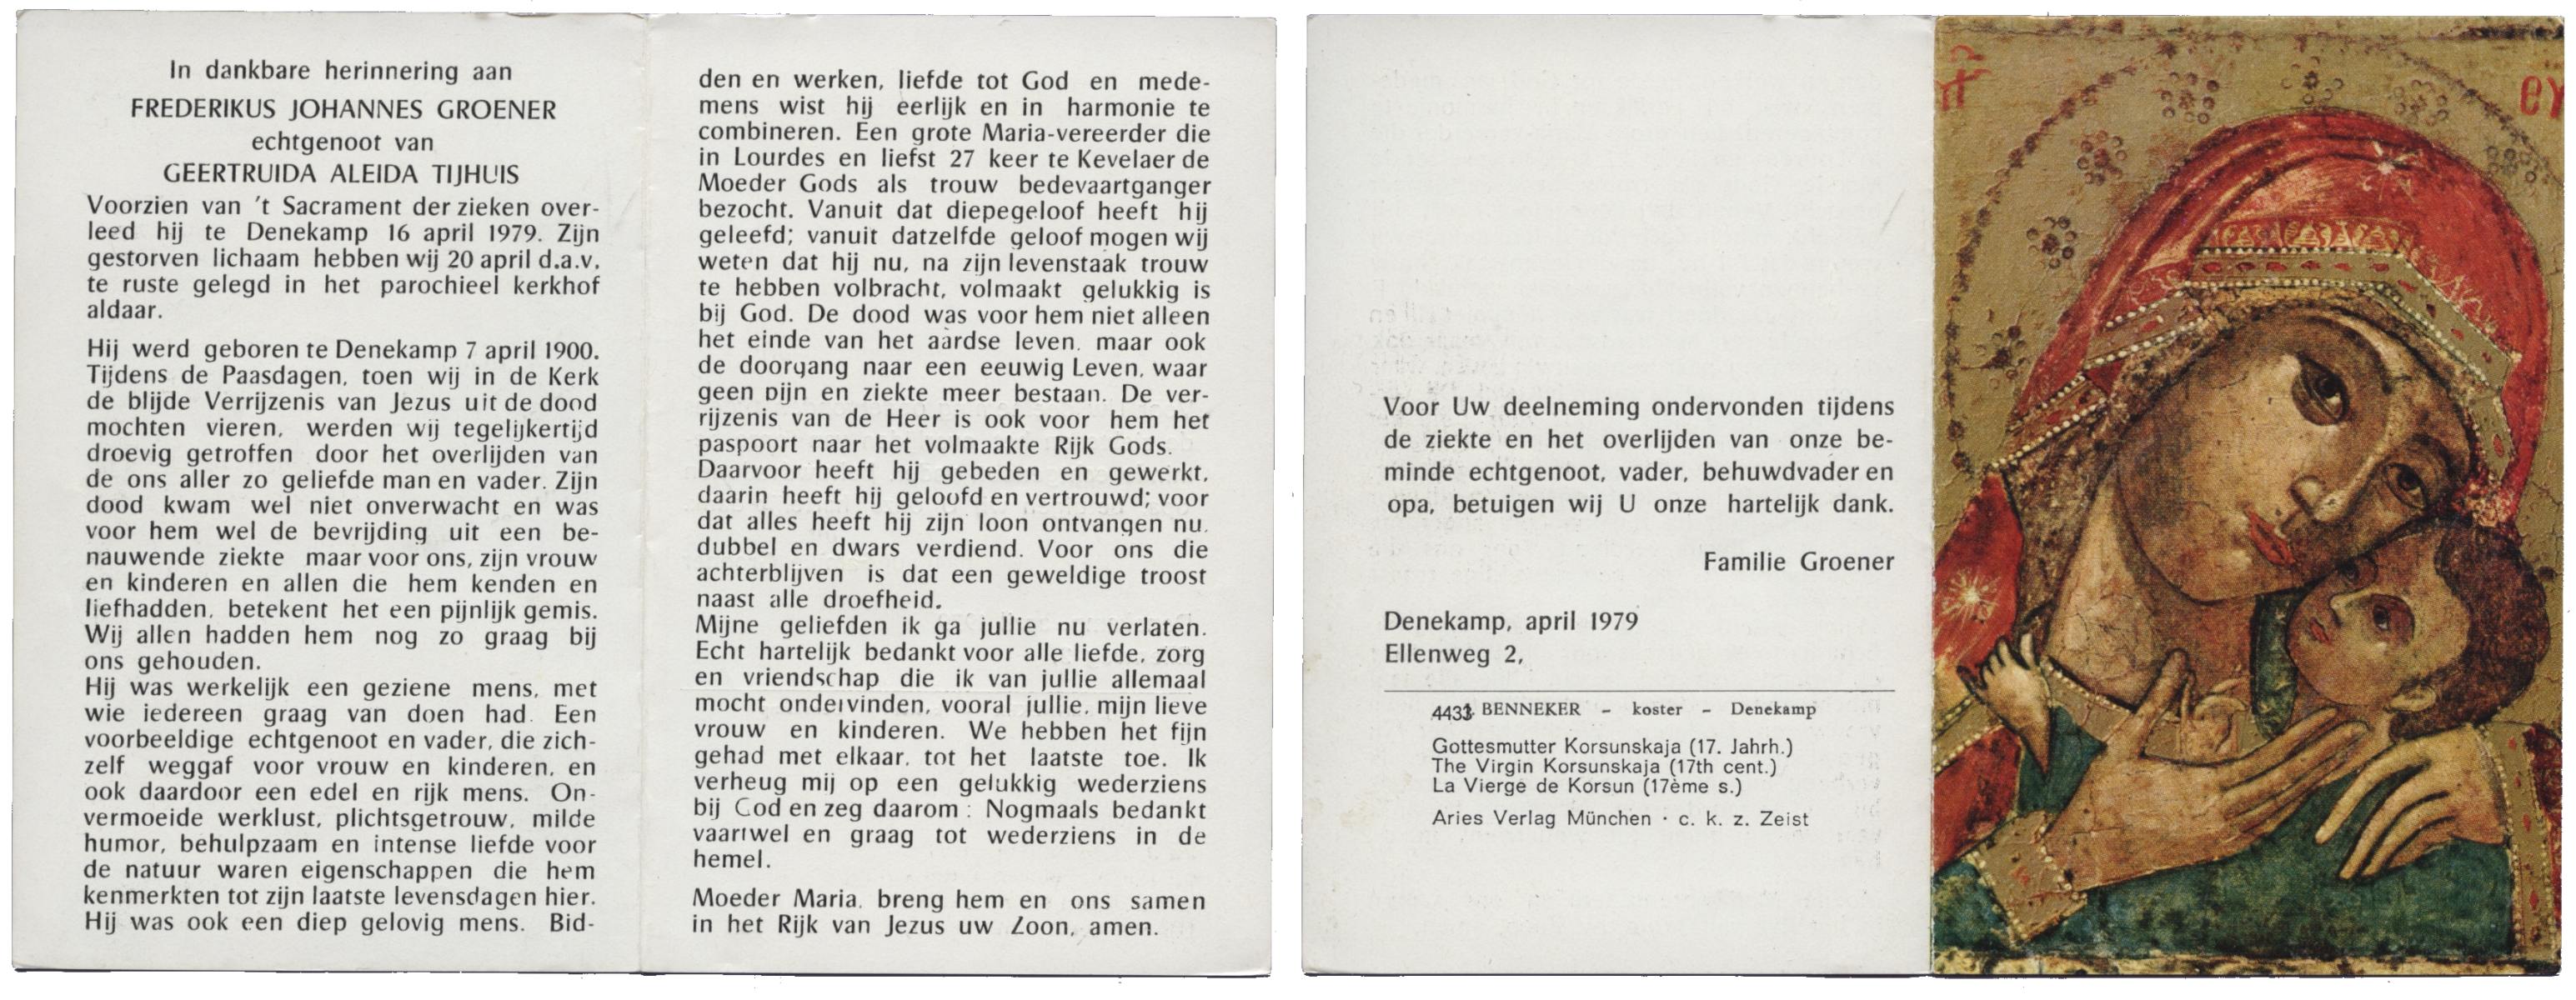 In dankbare herinnering aan
FREDERIKUS JOHANNES GROENER
echtgenoot van
GEERTRUIDA ALEIDA TIJHUIS
Voorzien van 't Sacrament der zieken over-
leed hij te Denekamp 16 april 1979. Zijn
gestorven lichaam hebben wij 20 april d.a.v.
te ruste gelegd in het parochieel kerkhof
aldaar.
Hij werd geboren te Denekamp 7 april 1900.
Tijdens de Paasdagen, toen wij in de Kerk
de blijde Verrijzenis van Jezus uit de dood
mochten vieren, werden wij tegelijkertijd
droevig getroffen door het overlijden van
de ons aller zo geliefde man en vader. Zijn
dood kwam wel niet onverwacht en was
voor hem wel de bevrijding uit een be-
nauwende ziekte maar voor ons, zijn vrouw
en kinderen en allen die hem kenden en
liefhadden, betekent het een pijnlijk gemis.
Wij allen hadden hem nog zo graag bij
ons gehouden.
Hij was werkelijk een geziene mens, met
wie iedereen graag van doen had. Een
voorbeeldige echtgenoot en vader, die zich-
zelf weggaf voor vrouw en kinderen, en
ook daardoor een edel en rijk mens. On-
vermoeide werklust, plichtsgetrouw, milde
humor, behulpzaam en intense liefde voor
de natuur waren eigenschappen die hem
kenmerkten tot zijn laatste levensdagen hier.
Hij was ook een diep gelovig mens. Bid-
den en werken, liefde tot God en mede-
mens wist hij eerlijk en in harmonie te
combineren. Een grote Maria-vereerder die
in Lourdes en liefst 27 keer te Kevelaer de
Moeder Gods als trouw bedevaartganger
bezocht. Vanuit dat diepegeloof heeft hij
geleefd; vanuit datzelfde geloof mogen wij
weten dat hij nu, na zijn levenstaak trouw
te hebben volbracht, volmaakt gelukkig is
bij God. De dood was voor hem niet alleen
het einde van het aardse leven, maar ook
de doorgang naar een eeuwig Leven, waar
geen pijn en ziekte meer bestaan. De ver-
rijzenis van de Heer is ook voor hem het
paspoort naar het volmaakte Rijk Gods.
Daarvoor heeft hij gebeden en gewerkt,
daarin heeft hij geloofd en vertrouwd; voor
dat alles heeft hij zijn loon ontvangen nu,
dubbel en dwars verdiend. Voor ons die
achterblijven is dat een geweldige troost
naast alle droefheid.
Mijne geliefden ik ga jullie nu verlaten.
Echt hartelijk bedankt voor alle liefde, zorg
en vriendschap die ik van jullie allemaal
mocht ondervinden, vooral jullie, mijn lieve
vrouw en kinderen. We hebben het fijn
gehad met elkaar, tot het laatste toe. Ik
verheug mij op een gelukkig wederziens
bij God en zeg daarom : Nogmaals bedankt
vaarwel en graag tot wederziens in de
hemel.
Moeder Maria, breng hem en ons samen
in het Rijk van Jezus uw Zoon, amen.
Voor Uw deelneming ondervonden tijdens
de ziekte en het overlijden van onze be-
minde echtgenoot, vader, behuwdvader en
opa, betuigen wij U onze hartelijk dank.
Familie Groener
Denekamp, april 1979
Ellenweg 2,
BENNEKER - koster - Denekamp
Gottesmutter Korsunskaja (17. Jahrh.)
The Virgin Korsunskaja (17th cent.)
La Vierge de Korsun (17ème s.)
Aries Verlag München · c. k. z. Zeist